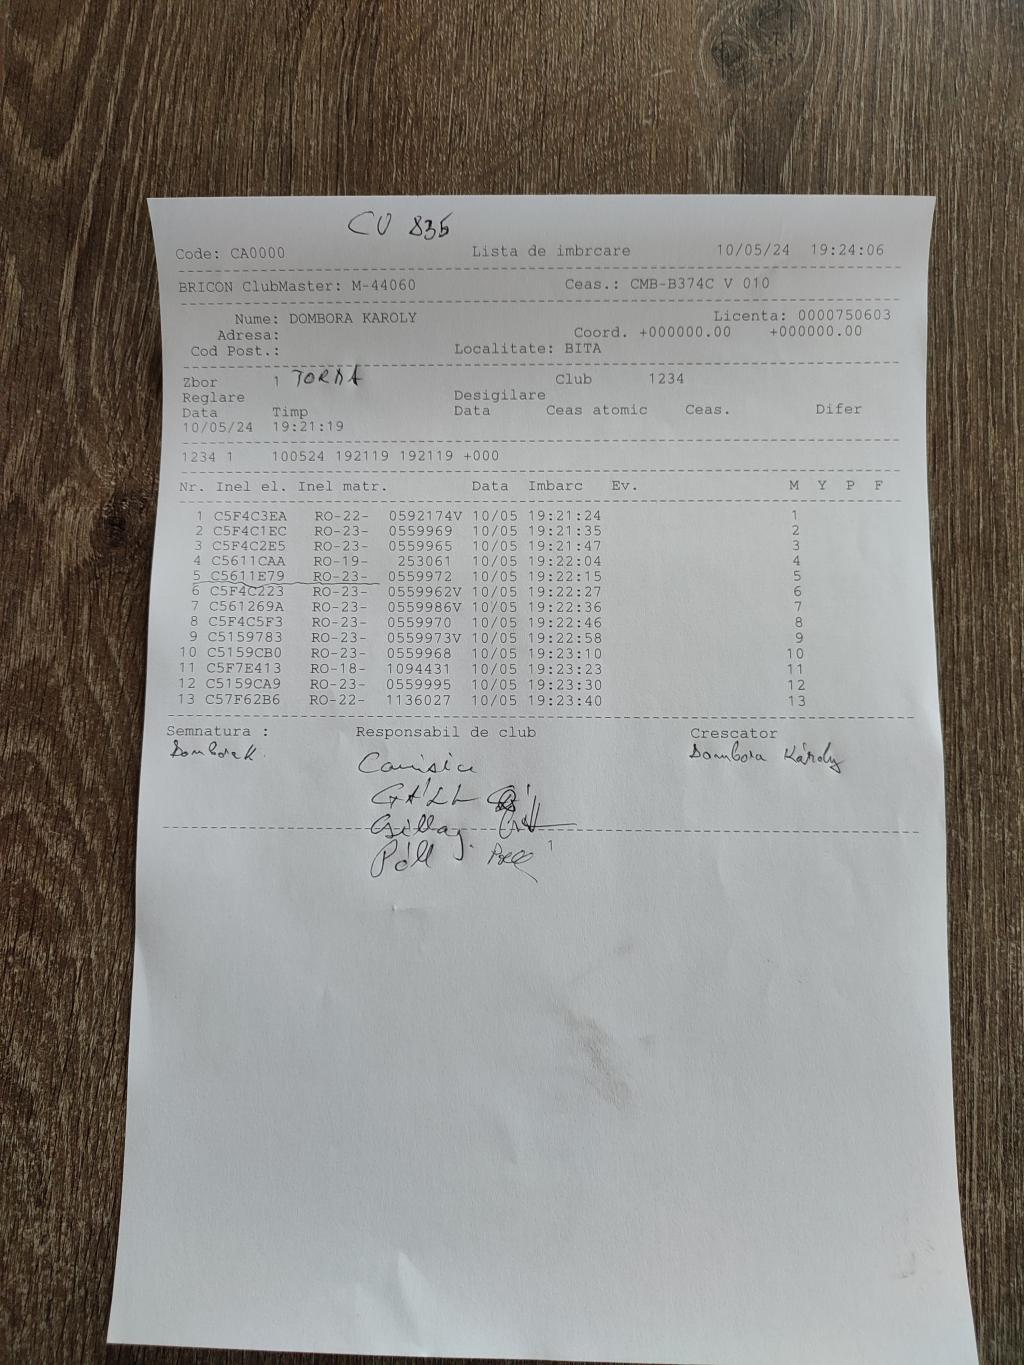 CU 835
Code: CA0000 Lista de imbrcare 10/05/24 19:24:06
BRICON ClubMaster: M-44060 Ceas.: CMB-B374C V 010
Nume: DOMBORA KAROLY Licenta: 0000750603
Adresa: Coord. +000000.00 +000000.00
Cod Post.: Localitate: BITA
Zbor 1 TORDA Club 1234
Reglare Desigilare
Data Timp Data Ceas atomic Ceas. Difer
10/05/24 19:21:19
1234 1 100524 192119 192119 +000
Nr. Inel el. Inel matr. Data Imbarc Ev. M Y P F
1 C5F4C3EA RO-22- 0592174V 10/05 19:21:24 1
2 C5F4C1EC RO-23- 0559969 10/05 19:21:35 2
3 C5F4C2E5 RO-23- 0559965 10/05 19:21:47 3
4 C5611CAA RO-19- 253061 10/05 19:22:04 4
5 C5611E79 RO-23- 0559972 10/05 19:22:15 5
6 C5F4C223 RO-23- 0559962V 10/05 19:22:27 6
7 C561269A RO-23- 0559986V 10/05 19:22:36 7
8 C5F4C5F3 RO-23- 0559970 10/05 19:22:46 8
9 C5159783 RO-23- 0559973V 10/05 19:22:58 9
10 C5159CB0 RO-23- 0559968 10/05 19:23:10 10
11 C5F7E413 RO-18- 1094431 10/05 19:23:23 11
12 C5159CA9 RO-23- 0559995 10/05 19:23:30 12
13 C57F62B6 RO-22- 1136027 10/05 19:23:40 13
Semnatura : Responsabil de club Crescator
Dombora K. Dombora Károly
Comisia
GÁLL
Páll
1